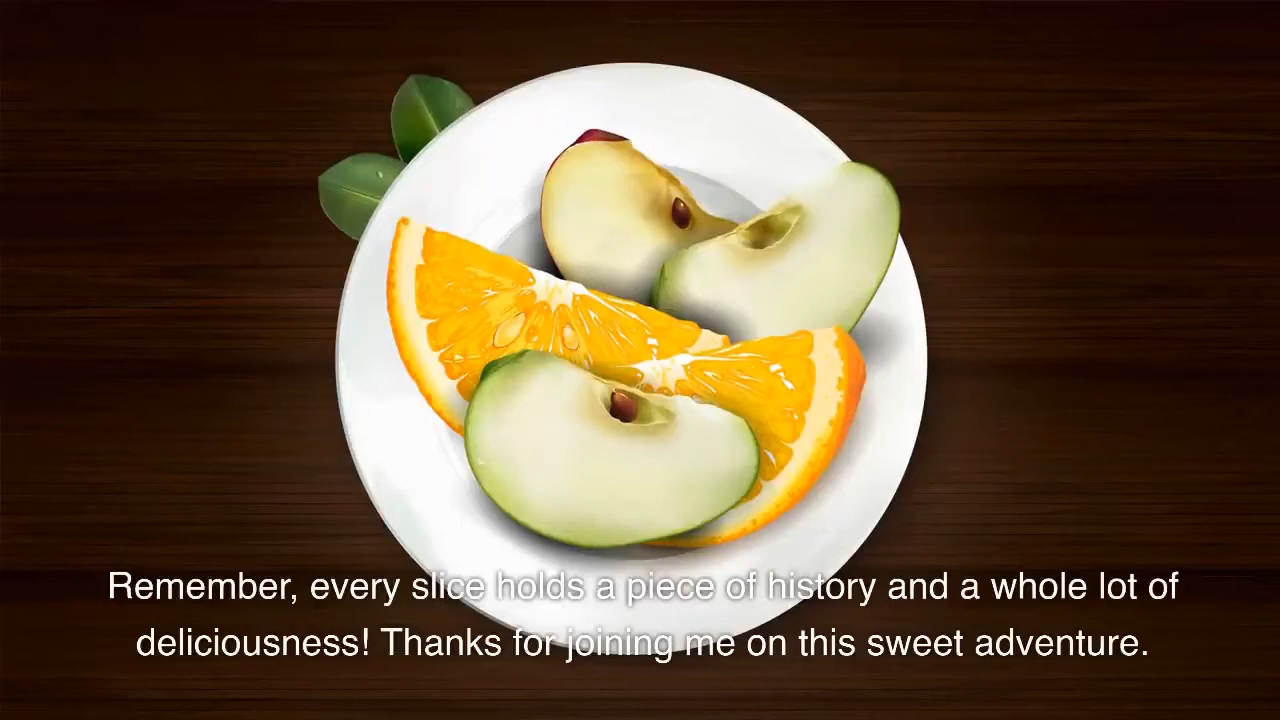 Remember, every slice holds a piece of history and a whole lot of
deliciousness! Thanks for joining me on this sweet adventure.